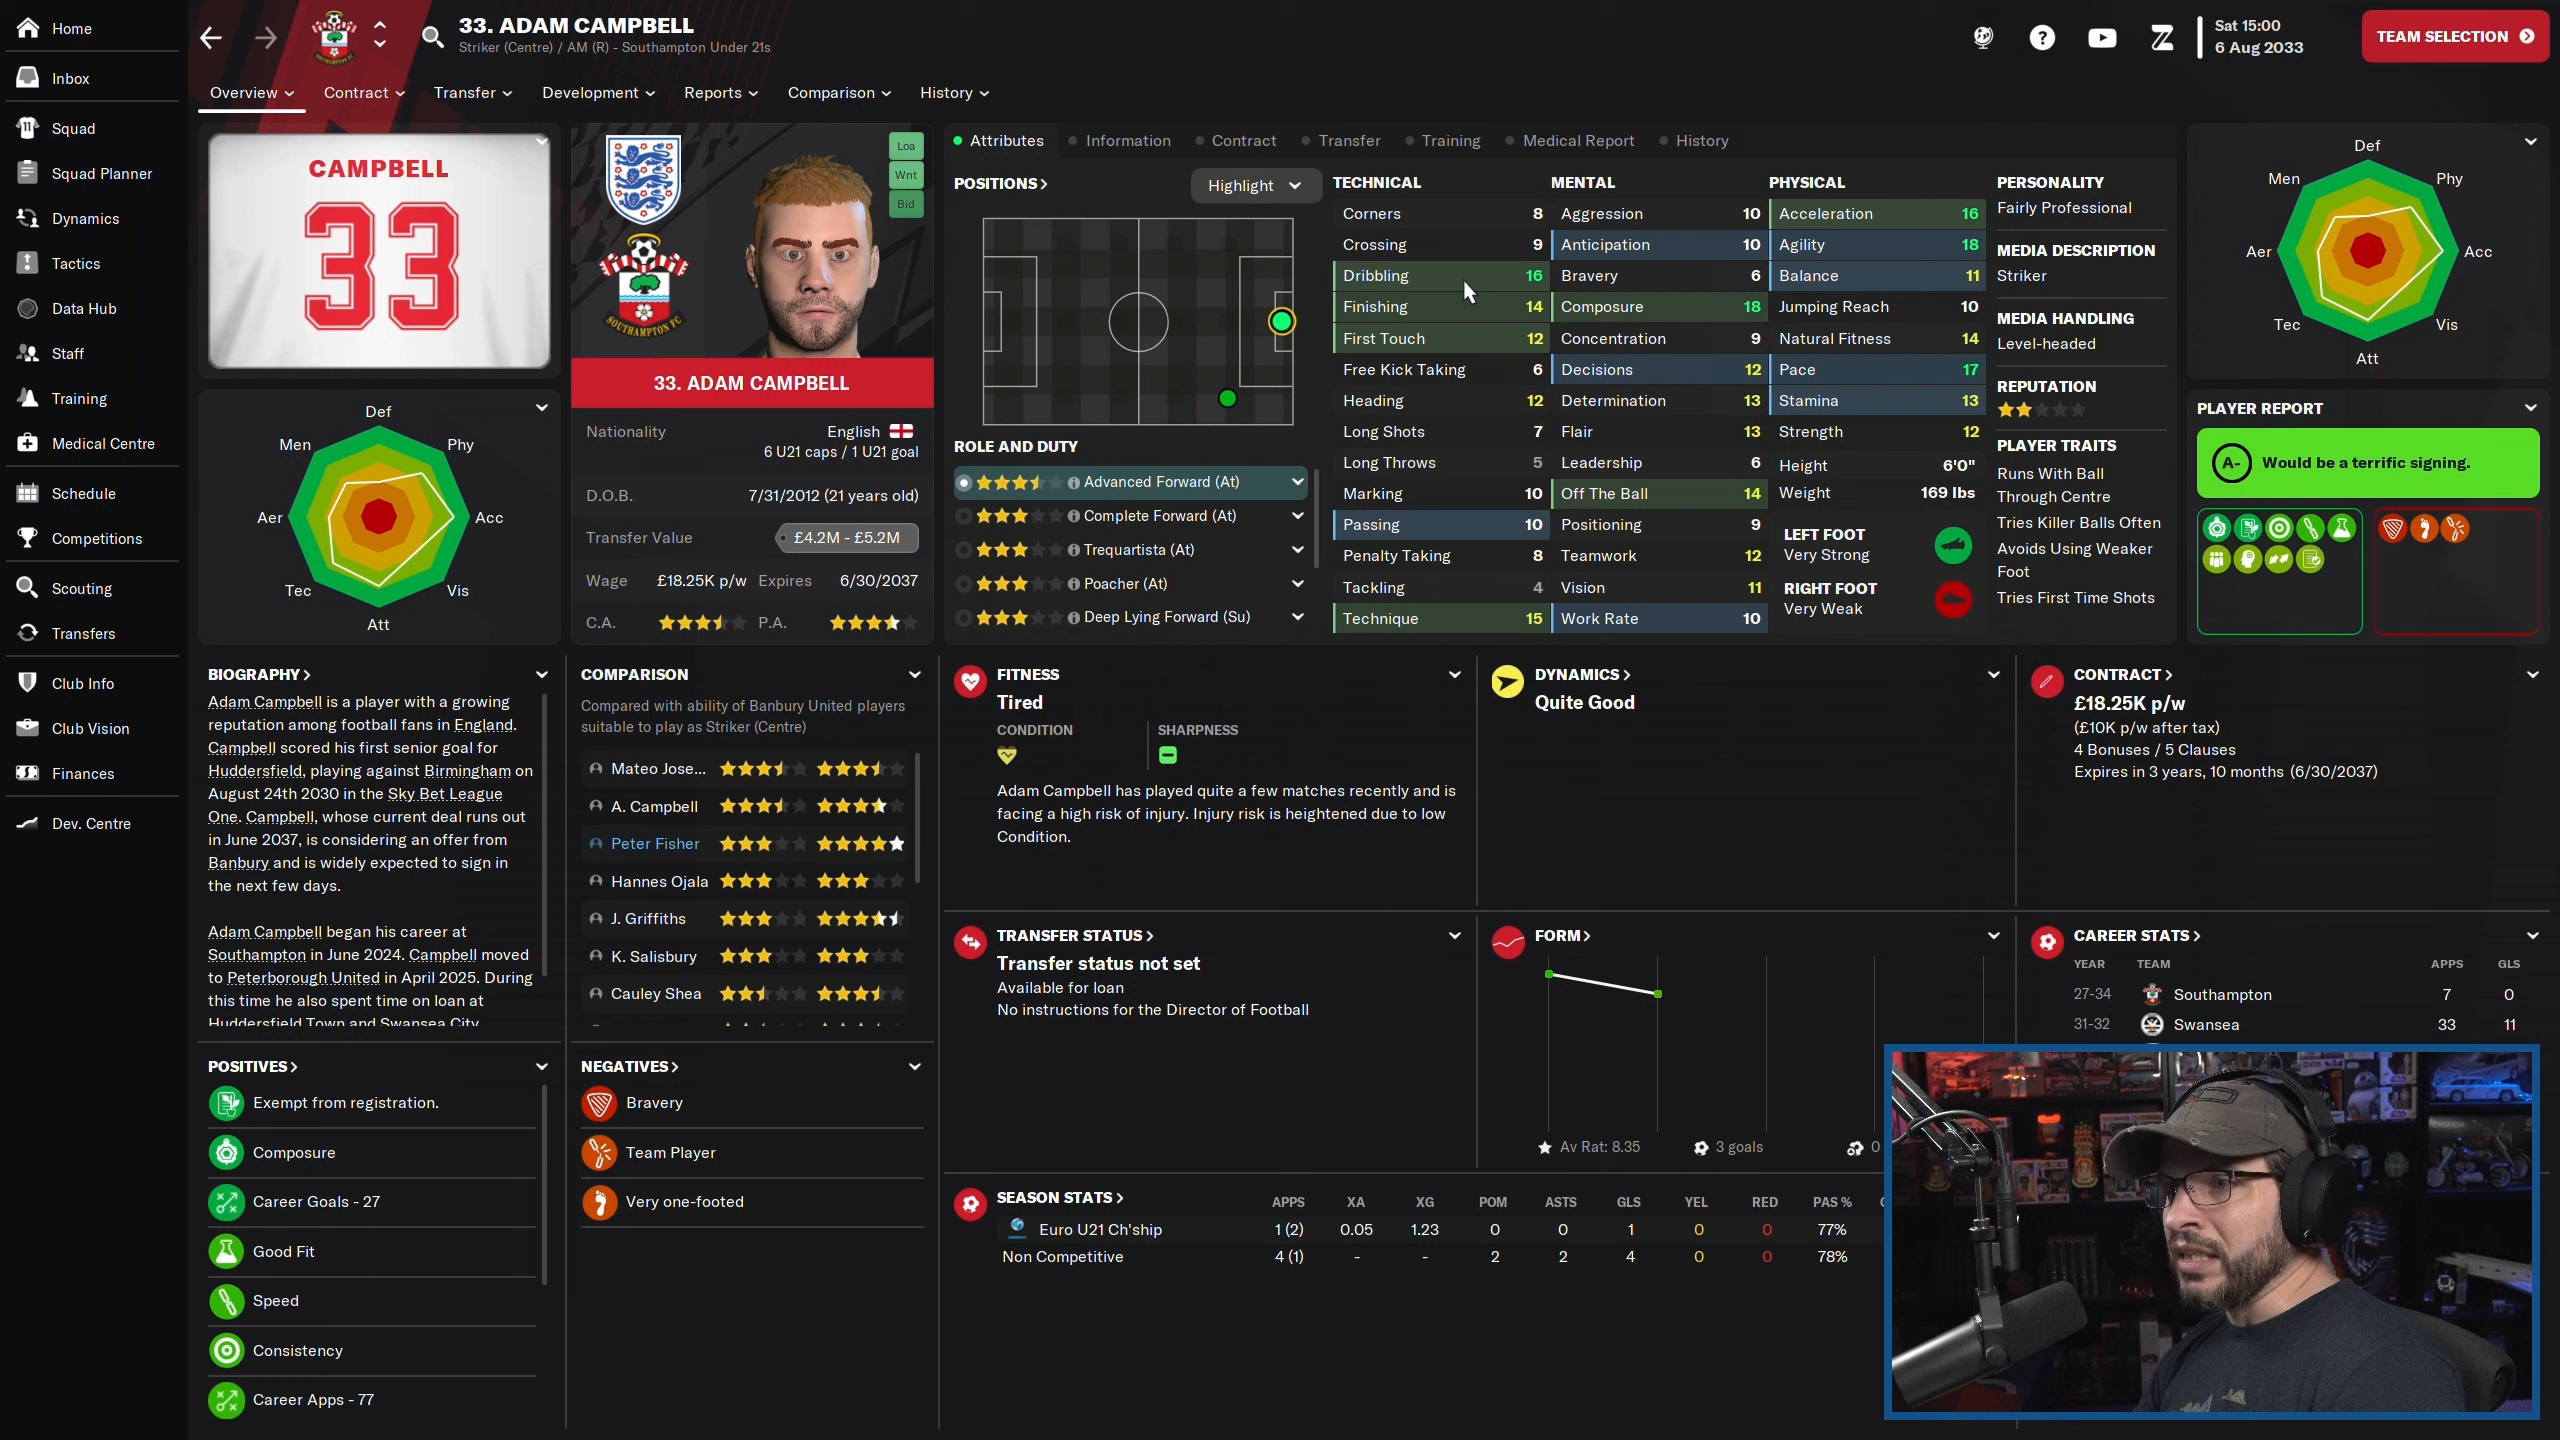 Home
Inbox
Squad
Squad Planner
Dynamics
Tactics
Data Hub
Staff
Training
Medical Centre
Schedule
Competitions
Scouting
Transfers
Club Info
Club Vision
Finances
Dev. Centre
33. ADAM CAMPBELL
Striker (Centre) / AM (R) - Southampton Under 21s
Sat 15:00
6 Aug 2033
TEAM SELECTION
Overview
Contract
Transfer
Development
Reports
Comparison
History
CAMPBELL
33
Def
Men Phy
Aer Acc
Tec Vis
Att
Loa
Wnt
Bid
SOUTHAMPTON FC
33. ADAM CAMPBELL
Nationality English
6 U21 caps / 1 U21 goal
D.O.B. 7/31/2012 (21 years old)
Transfer Value £4.2M - £5.2M
Wage £18.25K p/w Expires 6/30/2037
C.A. P.A.
Attributes Information Contract Transfer Training Medical Report History
POSITIONS
Highlight
ROLE AND DUTY
Advanced Forward (At)
Complete Forward (At)
Trequartista (At)
Poacher (At)
Deep Lying Forward (Su)
TECHNICAL
Corners 8
Crossing 9
Dribbling 16
Finishing 14
First Touch 12
Free Kick Taking 6
Heading 12
Long Shots 7
Long Throws 5
Marking 10
Passing 10
Penalty Taking 8
Tackling 4
Technique 15
MENTAL
Aggression 10
Anticipation 10
Bravery 6
Composure 18
Concentration 9
Decisions 12
Determination 13
Flair 13
Leadership 6
Off The Ball 14
Positioning 9
Teamwork 12
Vision 11
Work Rate 10
PHYSICAL
Acceleration 16
Agility 18
Balance 11
Jumping Reach 10
Natural Fitness 14
Pace 17
Stamina 13
Strength 12
Height 6'0"
Weight 169 lbs
LEFT FOOT
Very Strong
RIGHT FOOT
Very Weak
PERSONALITY
Fairly Professional
MEDIA DESCRIPTION
Striker
MEDIA HANDLING
Level-headed
REPUTATION
PLAYER TRAITS
Runs With Ball
Through Centre
Tries Killer Balls Often
Avoids Using Weaker
Foot
Tries First Time Shots
Def
Men Phy
Aer Acc
Tec Vis
Att
PLAYER REPORT
A- Would be a terrific signing.
BIOGRAPHY
Adam Campbell is a player with a growing
reputation among football fans in England.
Campbell scored his first senior goal for
Huddersfield, playing against Birmingham on
August 24th 2030 in the Sky Bet League
One. Campbell, whose current deal runs out
in June 2037, is considering an offer from
Banbury and is widely expected to sign in
the next few days.
Adam Campbell began his career at
Southampton in June 2024. Campbell moved
to Peterborough United in April 2025. During
this time he also spent time on loan at
Huddersfield Town and Swansea City.
COMPARISON
Compared with ability of Banbury United players
suitable to play as Striker (Centre)
Mateo Jose...
A. Campbell
Peter Fisher
Hannes Ojala
J. Griffiths
K. Salisbury
Cauley Shea
FITNESS
Tired
CONDITION SHARPNESS
Adam Campbell has played quite a few matches recently and is
facing a high risk of injury. Injury risk is heightened due to low
Condition.
DYNAMICS
Quite Good
CONTRACT
£18.25K p/w
(£10K p/w after tax)
4 Bonuses / 5 Clauses
Expires in 3 years, 10 months (6/30/2037)
TRANSFER STATUS
Transfer status not set
Available for loan
No instructions for the Director of Football
FORM
Av Rat: 8.35 3 goals 0
CAREER STATS
YEAR TEAM APPS GLS
27-34 Southampton 7 0
31-32 Swansea 33 11
POSITIVES
Exempt from registration.
Composure
Career Goals - 27
Good Fit
Speed
Consistency
Career Apps - 77
NEGATIVES
Bravery
Team Player
Very one-footed
SEASON STATS
APPS XA XG POM ASTS GLS YEL RED PAS %
Euro U21 Ch'ship 1 (2) 0.05 1.23 0 0 1 0 0 77%
Non Competitive 4 (1) - - 2 2 4 0 0 78%